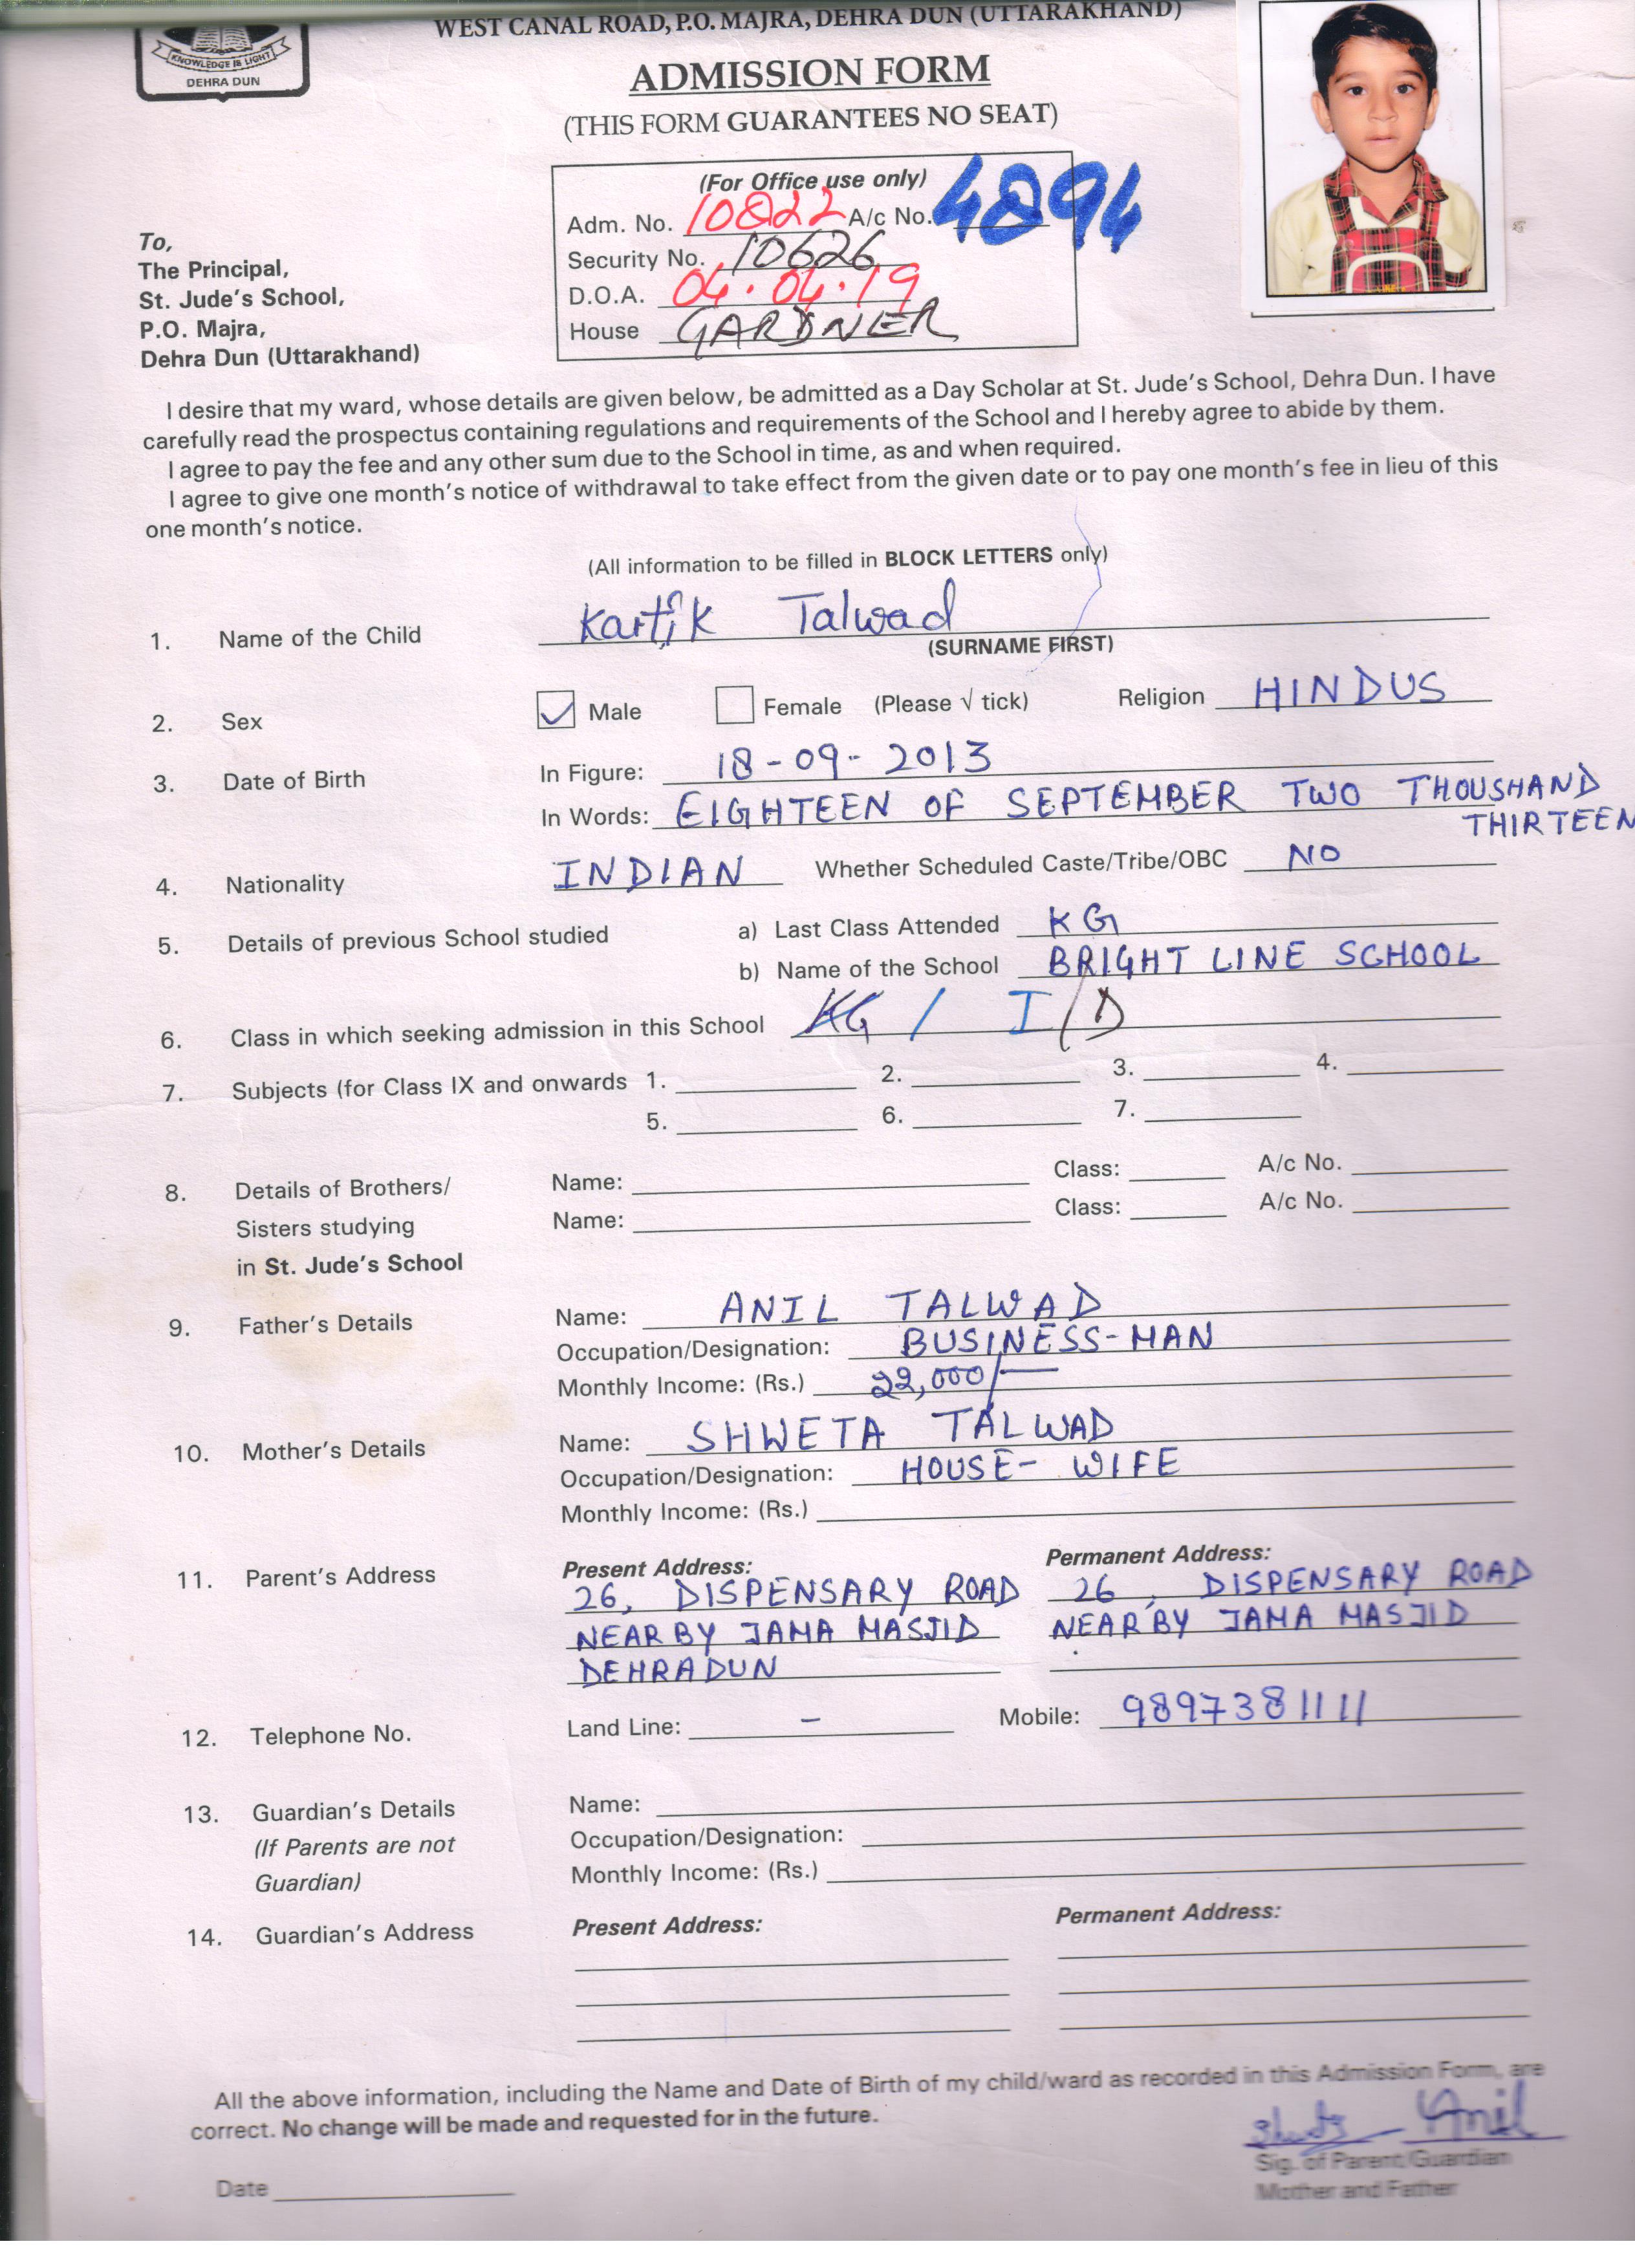 WEST CANAL ROAD, P.O. MAJRA, DEHRA DUN (UTTARAKHAND)
KNOWLEDGE IS LIGHT
DEHRA DUN
ADMISSION FORM
(THIS FORM GUARANTEES NO SEAT)
(For Office use only)
Adm. No. 10822 A/c No. 4894
Security No. 10626
D.O.A. 04.04.19
House GARDNER
To,
The Principal,
St. Jude's School,
P.O. Majra,
Dehra Dun (Uttarakhand)
I desire that my ward, whose details are given below, be admitted as a Day Scholar at St. Jude's School, Dehra Dun. I have
carefully read the prospectus containing regulations and requirements of the School and I hereby agree to abide by them.
I agree to pay the fee and any other sum due to the School in time, as and when required.
I agree to give one month's notice of withdrawal to take effect from the given date or to pay one month's fee in lieu of this
one month's notice.
(All information to be filled in BLOCK LETTERS only)
1. Name of the Child Kartik Talwad
(SURNAME FIRST)
2. Sex ✓ Male Female (Please √ tick) Religion HINDUS
3. Date of Birth In Figure: 18-09-2013
In Words: EIGHTEEN OF SEPTEMBER TWO THOUSHAND
THIRTEEN
4. Nationality INDIAN Whether Scheduled Caste/Tribe/OBC NO
5. Details of previous School studied a) Last Class Attended KG
b) Name of the School BRIGHT LINE SCHOOL
6. Class in which seeking admission in this School KG / I/D
7. Subjects (for Class IX and onwards 1. 2. 3. 4.
5. 6. 7.
8. Details of Brothers/ Name: Class: A/c No.
Sisters studying Name: Class: A/c No.
in St. Jude's School
9. Father's Details Name: ANIL TALWAD
Occupation/Designation: BUSINESS-MAN
Monthly Income: (Rs.) 22,000/-
10. Mother's Details Name: SHWETA TALWAD
Occupation/Designation: HOUSE-WIFE
Monthly Income: (Rs.)
11. Parent's Address Present Address: Permanent Address:
26, DISPENSARY ROAD 26, DISPENSARY ROAD
NEAR BY JAMA MASJID NEAR BY JAMA MASJID
DEHRADUN
12. Telephone No. Land Line: - Mobile: 9897381111
13. Guardian's Details Name:
(If Parents are not Occupation/Designation:
Guardian) Monthly Income: (Rs.)
14. Guardian's Address Present Address: Permanent Address:
All the above information, including the Name and Date of Birth of my child/ward as recorded in this Admission Form, are
correct. No change will be made and requested for in the future.
Anil
Sig. of Parent/Guardian
Mother and Father
Date